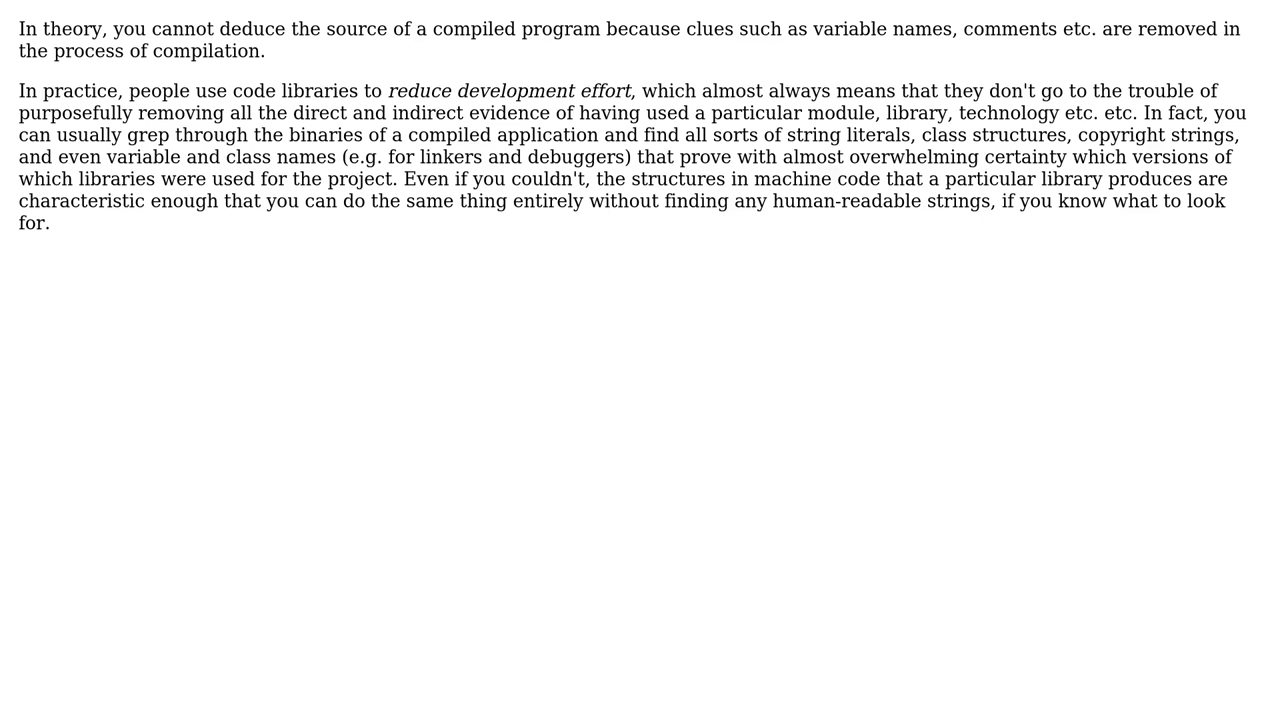 In theory, you cannot deduce the source of a compiled program because clues such as variable names, comments etc. are removed in
the process of compilation.
In practice, people use code libraries to reduce development effort, which almost always means that they don't go to the trouble of
purposefully removing all the direct and indirect evidence of having used a particular module, library, technology etc. etc. In fact, you
can usually grep through the binaries of a compiled application and find all sorts of string literals, class structures, copyright strings,
and even variable and class names (e.g. for linkers and debuggers) that prove with almost overwhelming certainty which versions of
which libraries were used for the project. Even if you couldn't, the structures in machine code that a particular library produces are
characteristic enough that you can do the same thing entirely without finding any human-readable strings, if you know what to look
for.